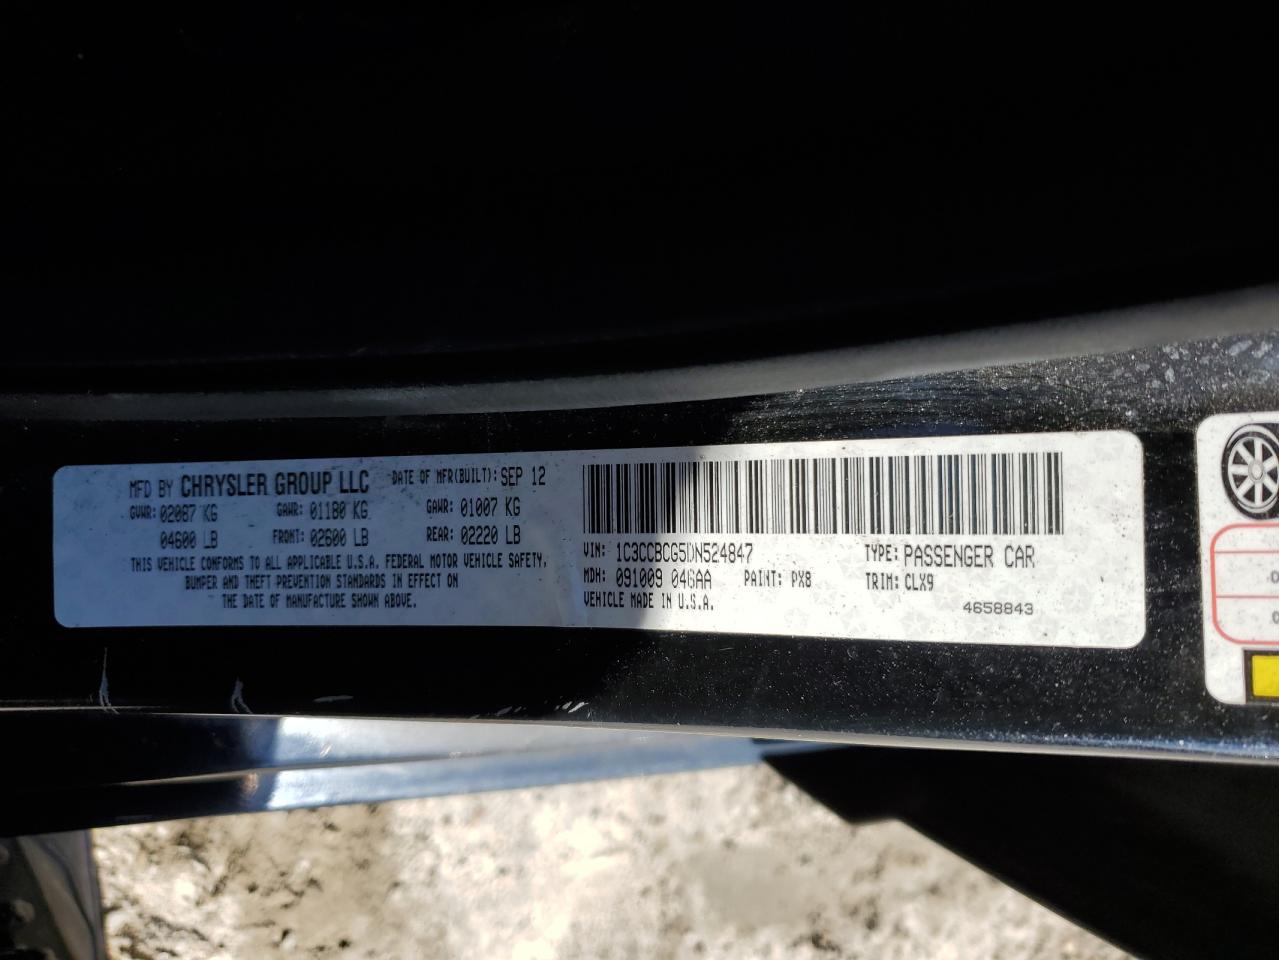 MFD BY CHRYSLER GROUP LLC DATE OF MFR(BUILT): SEP 12
GVWR: 02087 KG GAWR: 01180 KG GAWR: 01007 KG
04600 LB FRONT: 02600 LB REAR: 02220 LB
THIS VEHICLE CONFORMS TO ALL APPLICABLE U.S.A. FEDERAL MOTOR VEHICLE SAFETY,
BUMPER AND THEFT PREVENTION STANDARDS IN EFFECT ON
THE DATE OF MANUFACTURE SHOWN ABOVE.
VIN: 1C3CCBCG5DN524847 TYPE: PASSENGER CAR
MDH: 091009 046AA PAINT: PX8 TRIM: CLX9
VEHICLE MADE IN U.S.A.
4658843